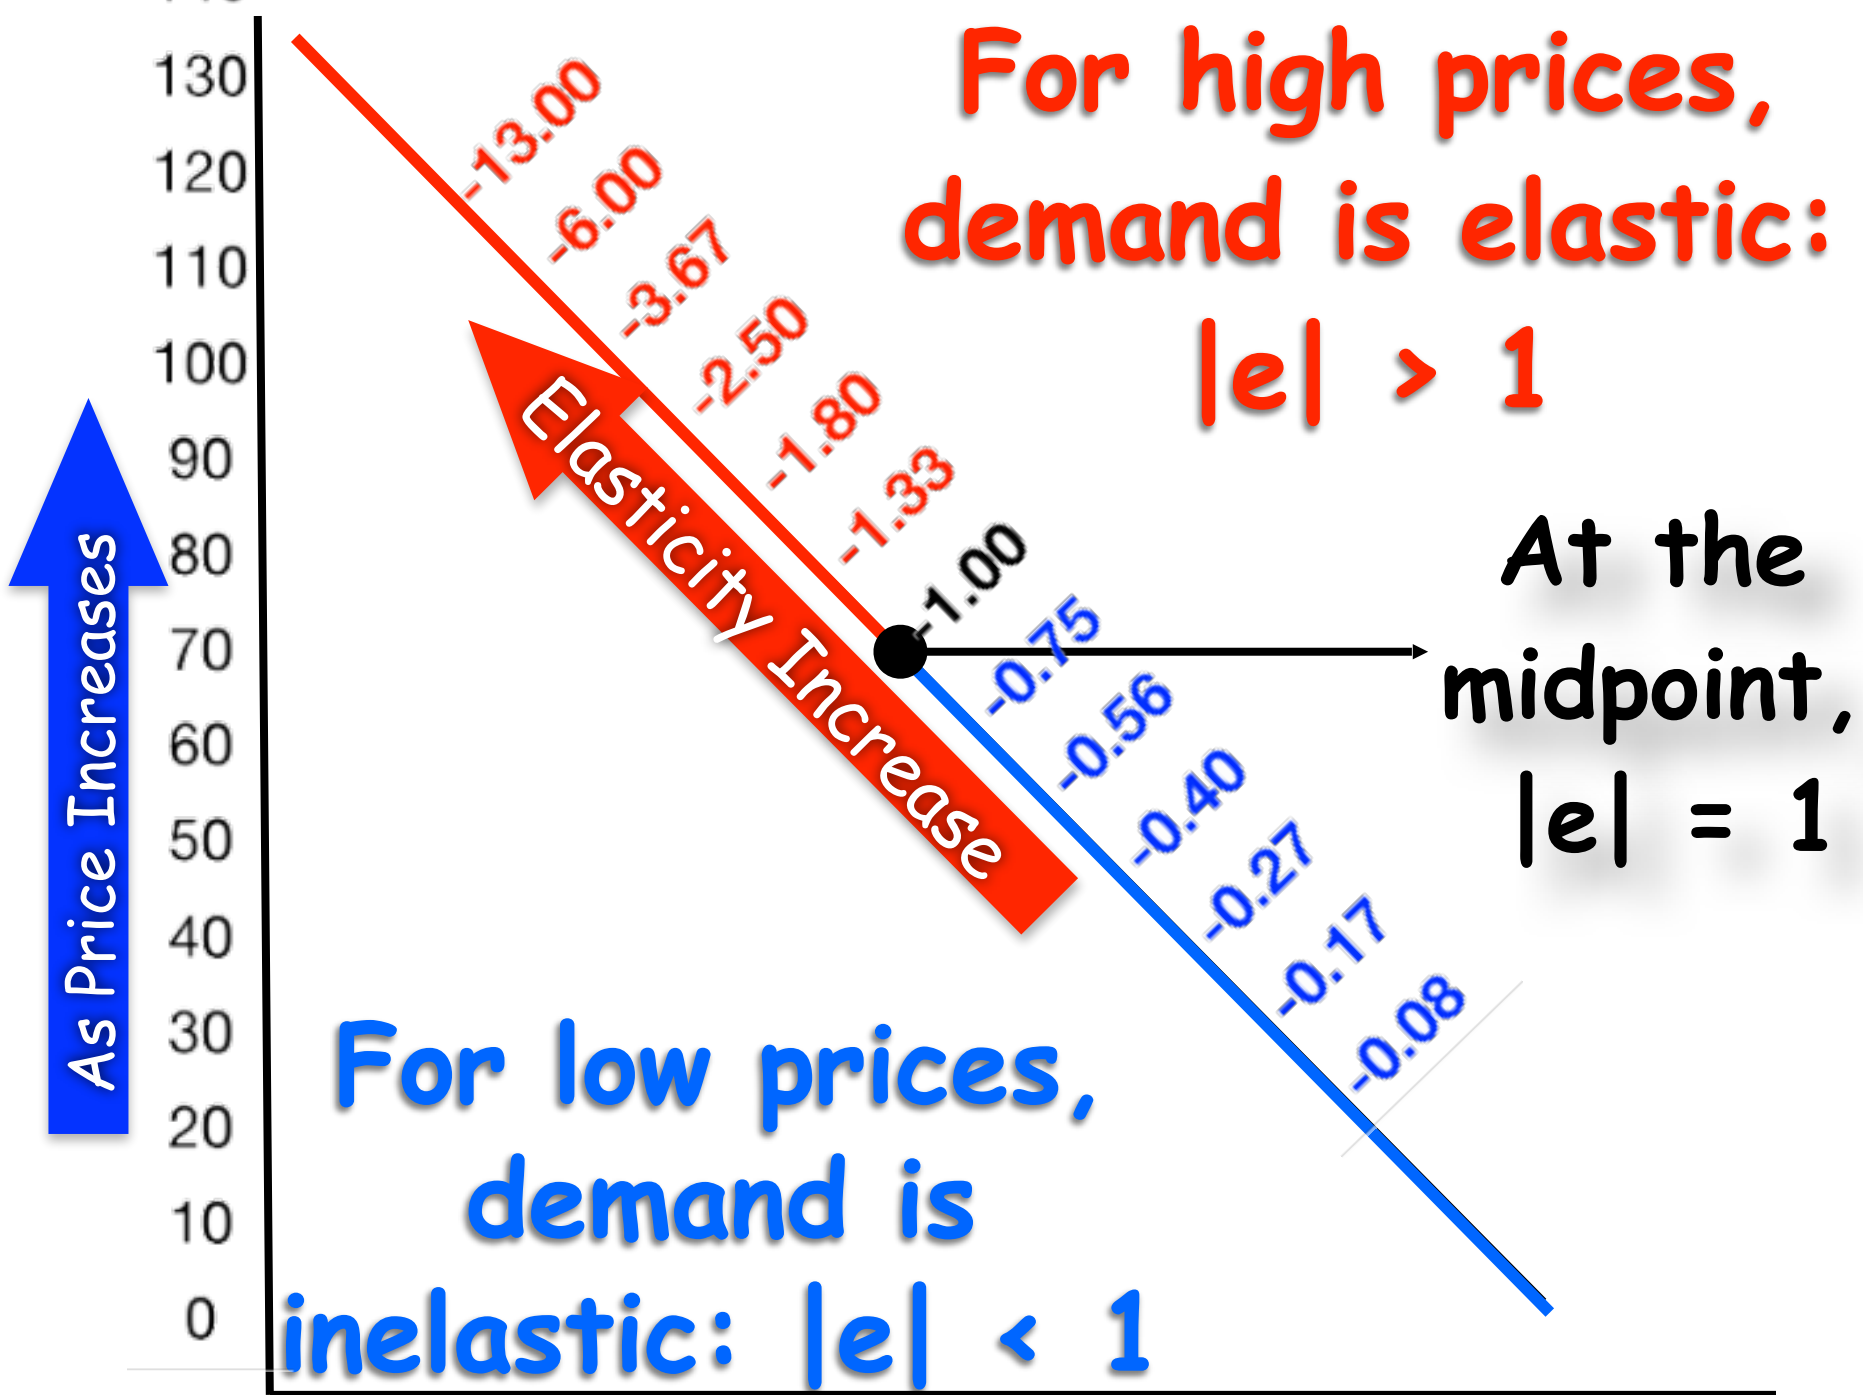 For high prices,
demand is elastic:
|e| > 1
130
120
110
100
90
80
70
60
50
40
30
20
10
0
As Price Increases
Elasticity Increase
-13.00
-6.00
-3.67
-2.50
-1.80
-1.33
-1.00
-0.75
-0.56
-0.40
-0.27
-0.17
-0.08
At the
midpoint,
|e| = 1
For low prices,
demand is
inelastic: |e| < 1